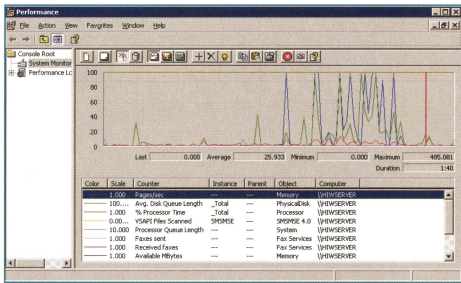 Performance
File Action View Favorites Window Help
Console Root
System Monitor
Performance Lc
100
80
60
40
20
0
Last 0.000 Average 25.933 Minimum 0.000 Maximum 485.081
Duration 1:40
Color Scale Counter Instance Parent Object Computer
1.000 Pages/sec --- --- Memory \\HIWSERVER
100.... Avg. Disk Queue Length _Total --- PhysicalDisk \\HIWSERVER
1.000 % Processor Time _Total --- Processor \\HIWSERVER
0.00... VSAPI Files Scanned SMSMSE --- SMSMSE 4.0 \\HIWSERVER
10.000 Processor Queue Length --- --- System \\HIWSERVER
1.000 Faxes sent --- --- Fax Services \\HIWSERVER
1.000 Received faxes --- --- Fax Services \\HIWSERVER
1.000 Available MBytes --- --- Memory \\HIWSERVER